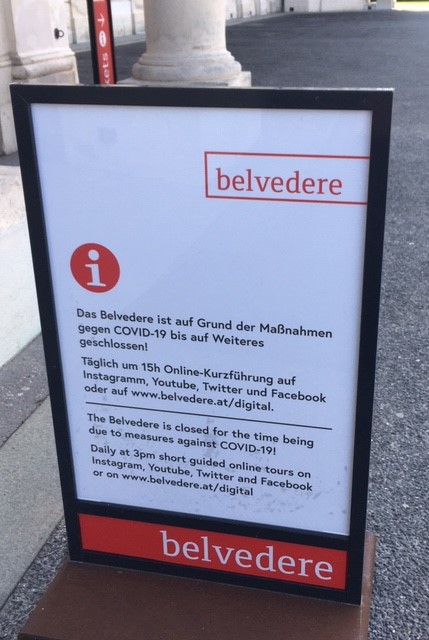 kets
belvedere
i
Das Belvedere ist auf Grund der Maßnahmen
gegen COVID-19 bis auf Weiteres
geschlossen!
Täglich um 15h Online-Kurzführung auf
Instagramm, Youtube, Twitter und Facebook
oder auf www.belvedere.at/digital.
The Belvedere is closed for the time being
due to measures against COVID-19!
Daily at 3pm short guided online tours on
Instagram, Youtube, Twitter and Facebook
or on www.belvedere.at/digital
belvedere